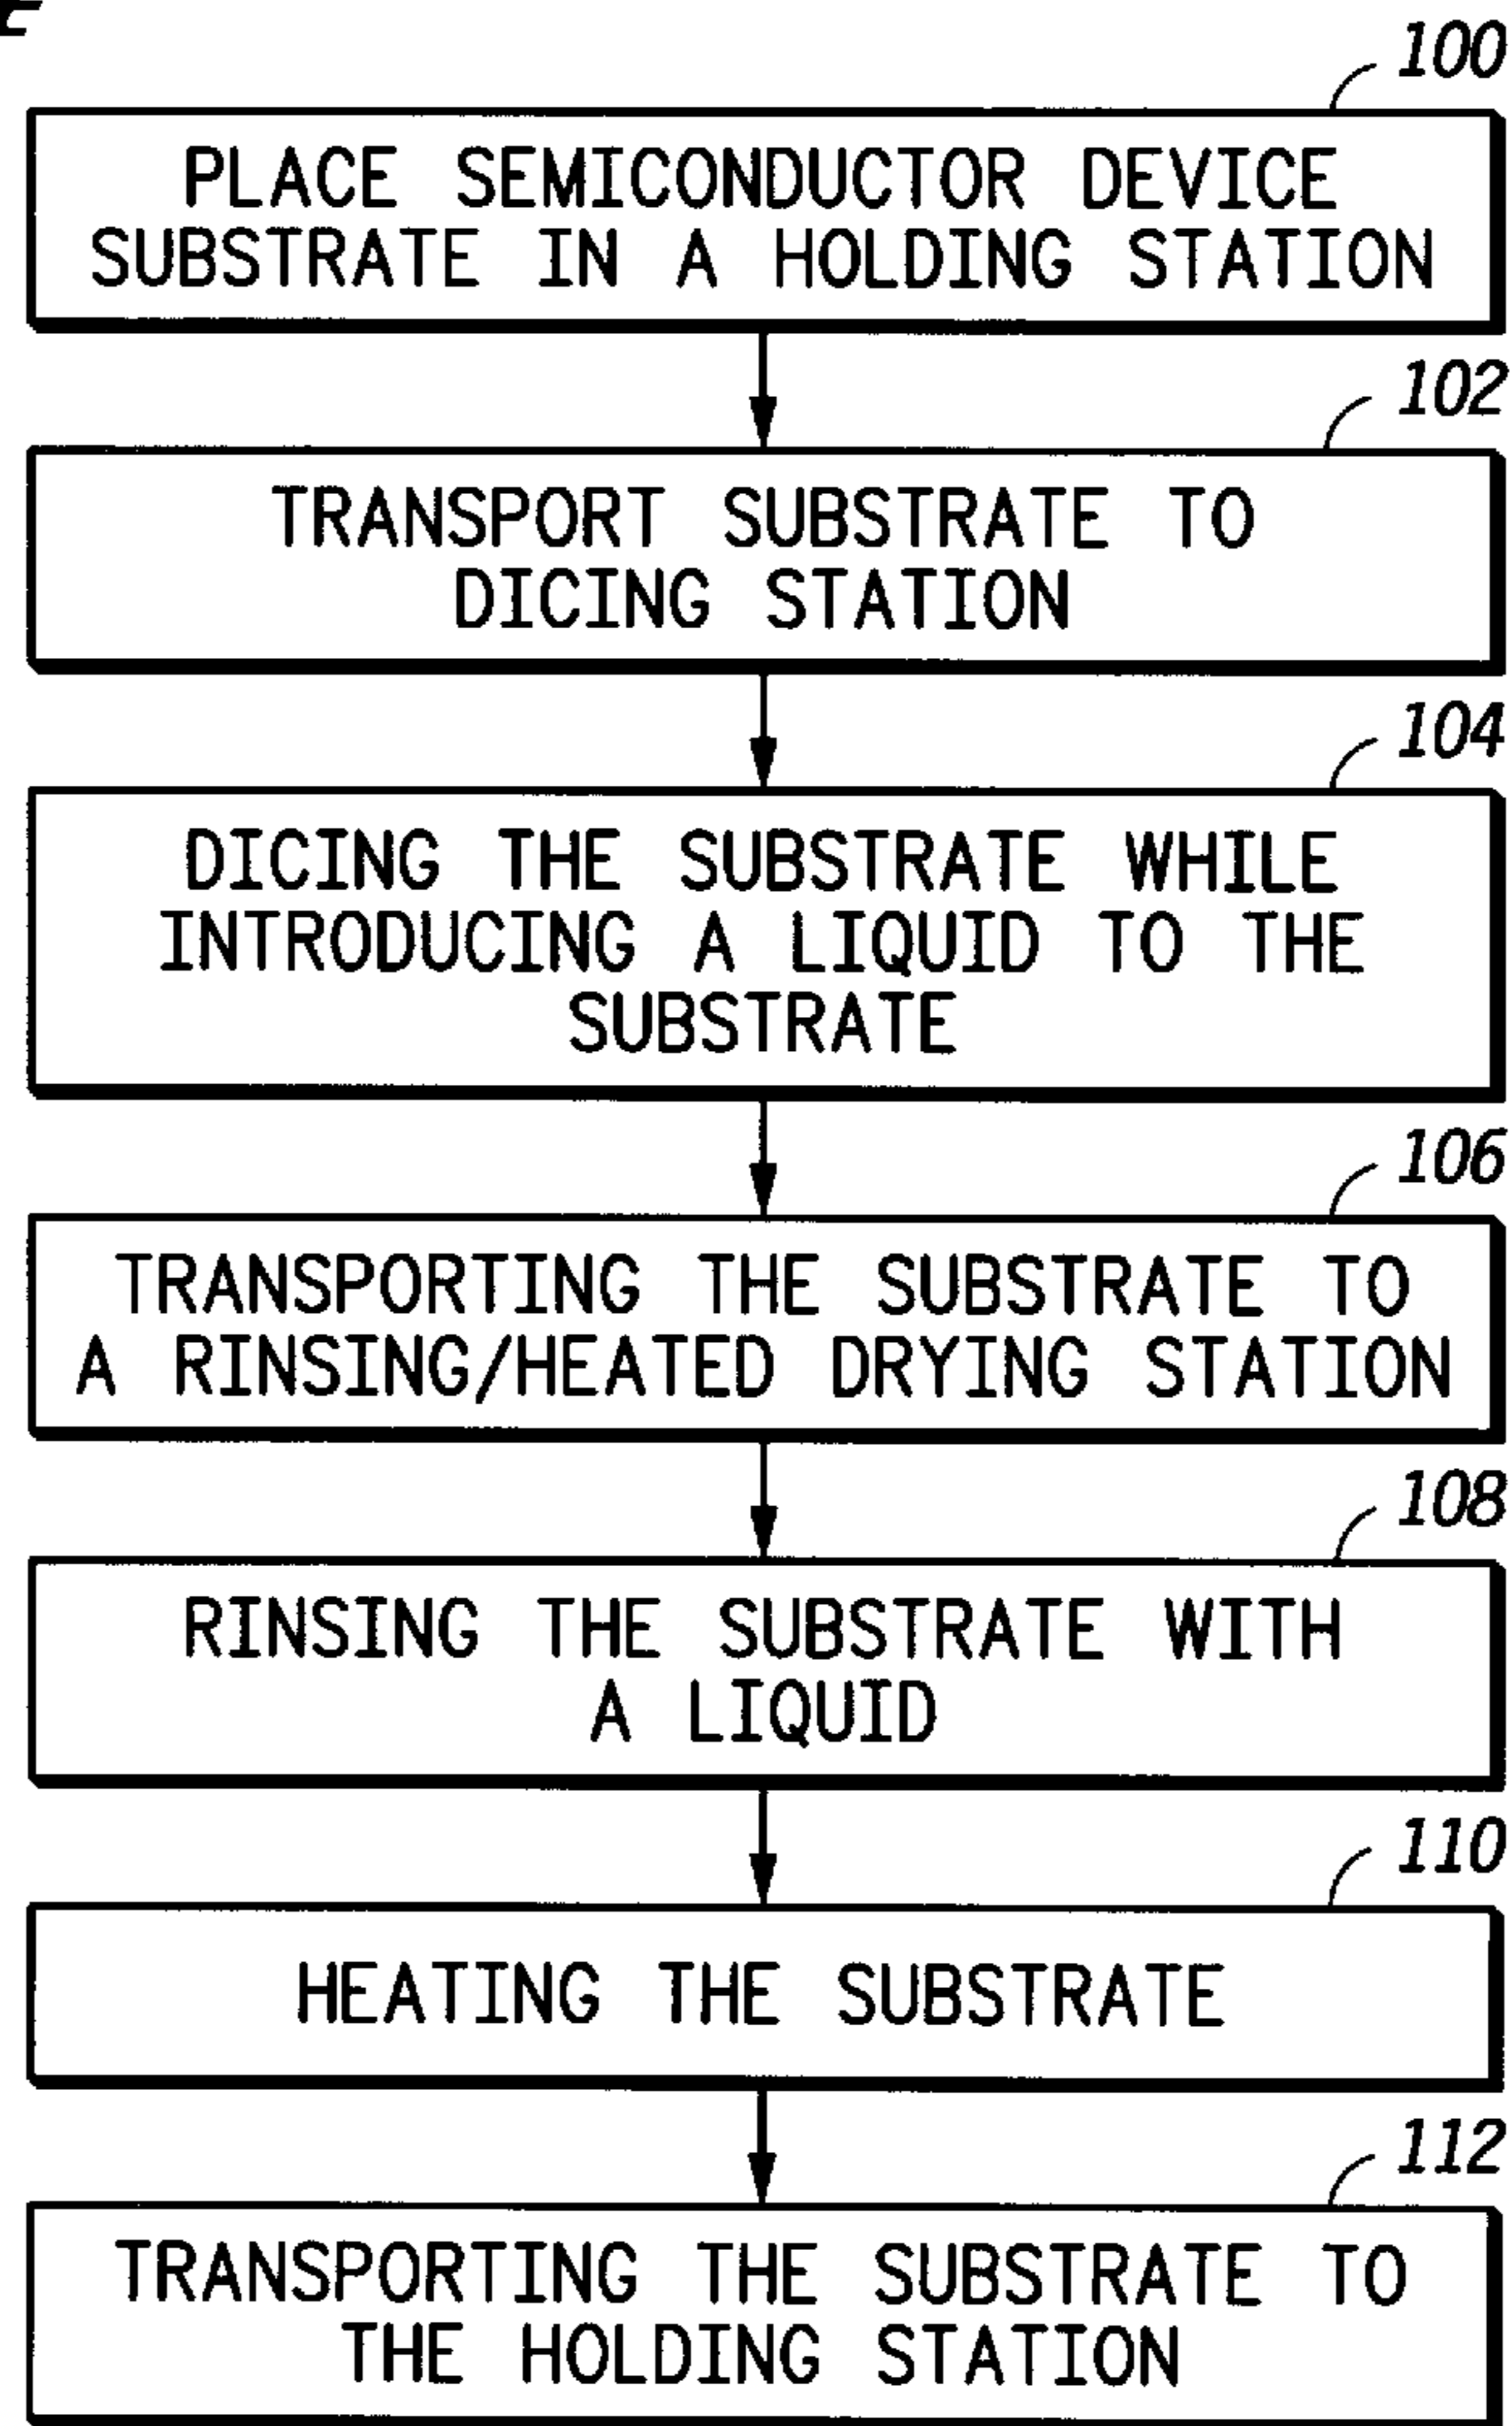 100
PLACE SEMICONDUCTOR DEVICE
SUBSTRATE IN A HOLDING STATION
102
TRANSPORT SUBSTRATE TO
DICING STATION
104
DICING THE SUBSTRATE WHILE
INTRODUCING A LIQUID TO THE
SUBSTRATE
106
TRANSPORTING THE SUBSTRATE TO
A RINSING/HEATED DRYING STATION
108
RINSING THE SUBSTRATE WITH
A LIQUID
110
HEATING THE SUBSTRATE
112
TRANSPORTING THE SUBSTRATE TO
THE HOLDING STATION